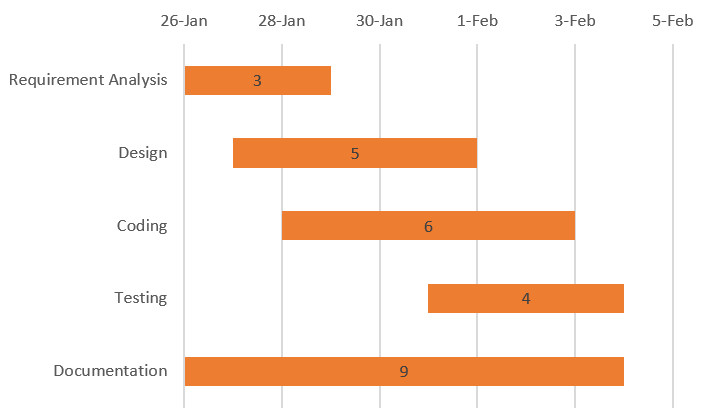 26-Jan 28-Jan 30-Jan 1-Feb 3-Feb 5-Feb
Requirement Analysis 3
Design 5
Coding 6
Testing 4
Documentation 9